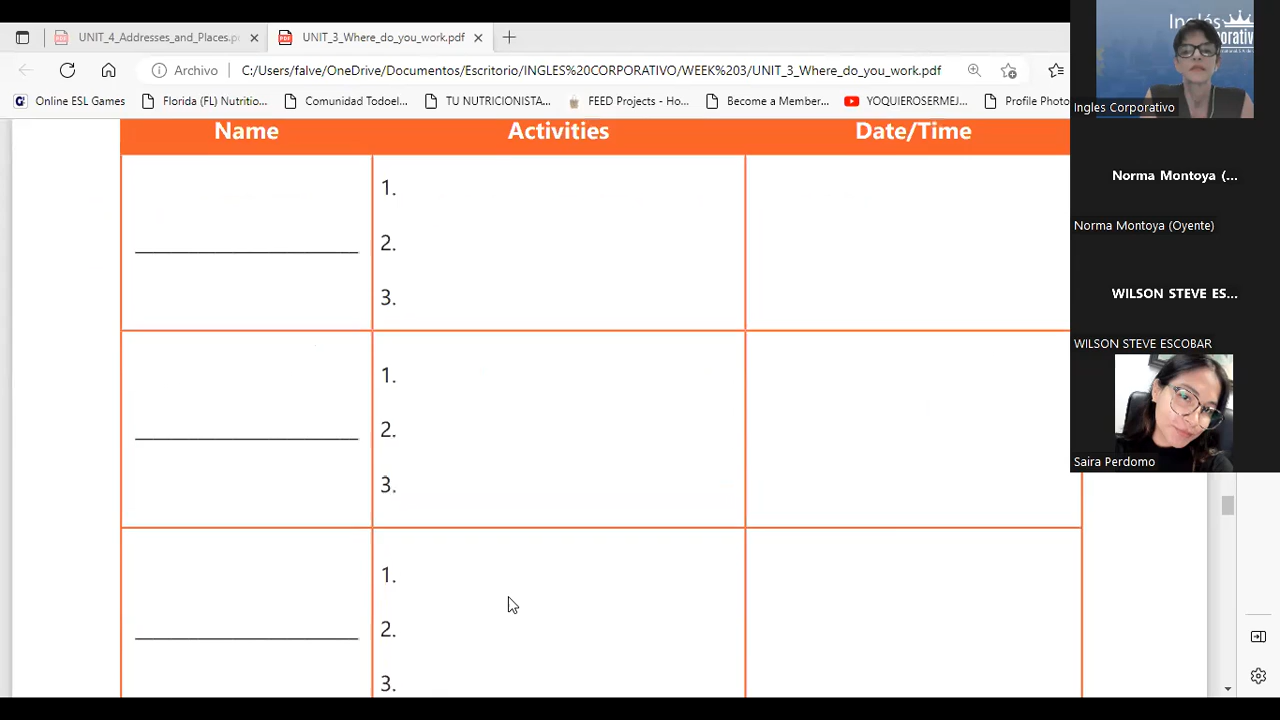 UNIT_4_Addresses_and_Places.p
UNIT_3_Where_do_you_work.pdf
Archivo
C:/Users/falve/OneDrive/Documentos/Escritorio/INGLES%20CORPORATIVO/WEEK%203/UNIT_3_Where_do_you_work.pdf
Online ESL Games
Florida (FL) Nutritio...
Comunidad Todoel...
TU NUTRICIONISTA...
FEED Projects - Ho...
Become a Member...
YOQUIEROSERMEJ...
Profile Photo
Name
Activities
Date/Time
1.
2.
3.
1.
2.
3.
1.
2.
3.
Inglés
Ingles Corporativo
Norma Montoya (...
Norma Montoya (Oyente)
WILSON STEVE ES...
WILSON STEVE ESCOBAR
Saira Perdomo